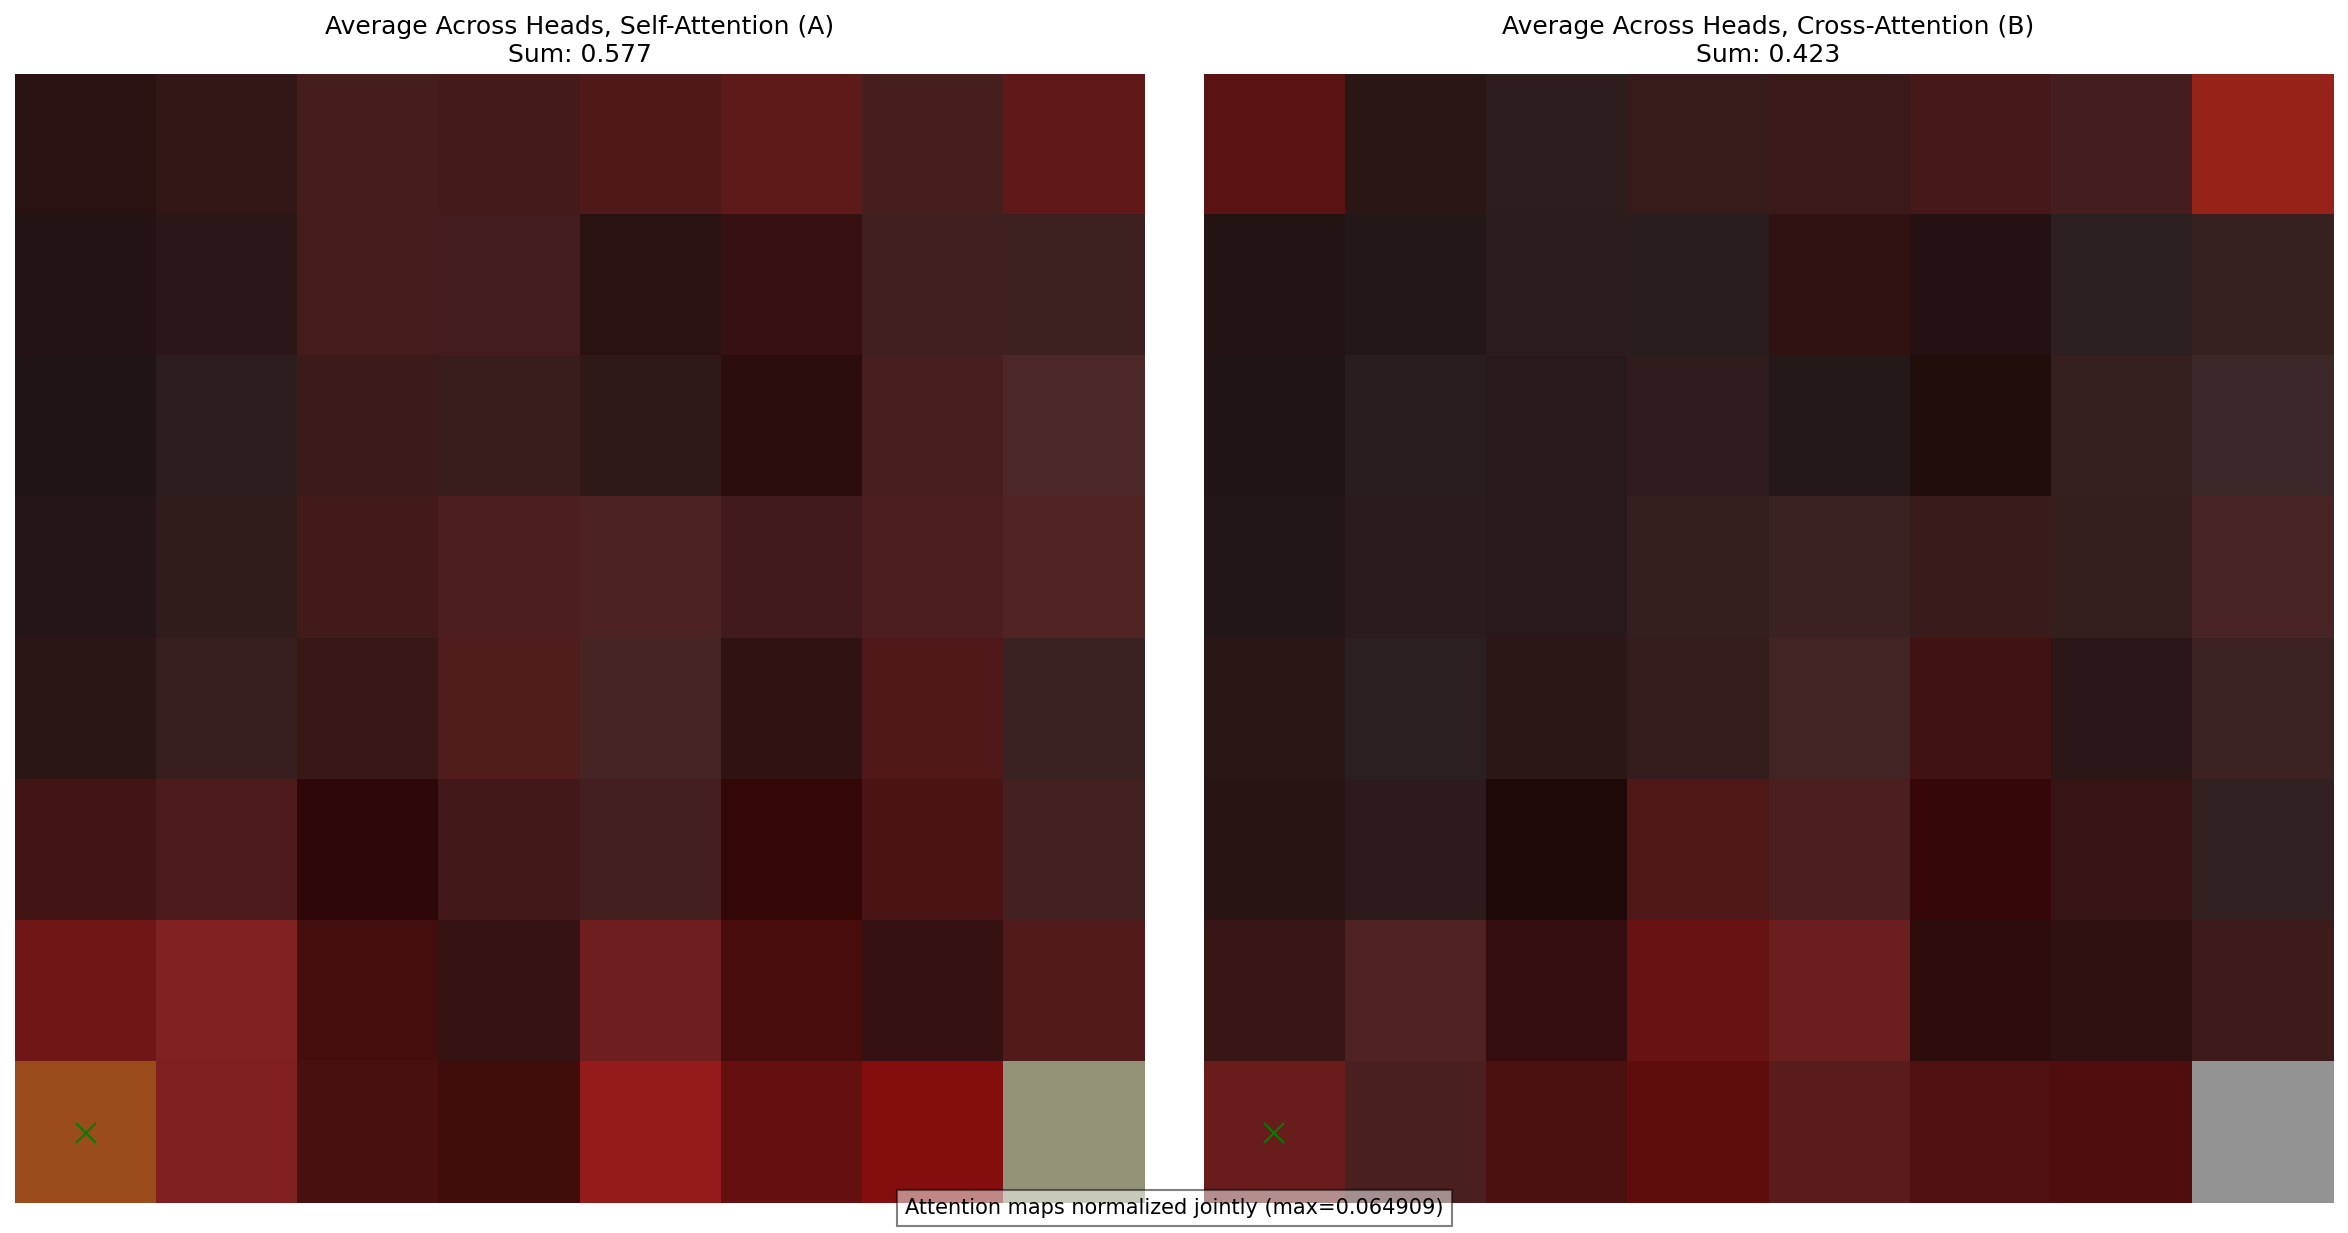 Average Across Heads, Self-Attention (A)
Sum: 0.577
Average Across Heads, Cross-Attention (B)
Sum: 0.423
Attention maps normalized jointly (max=0.064909)